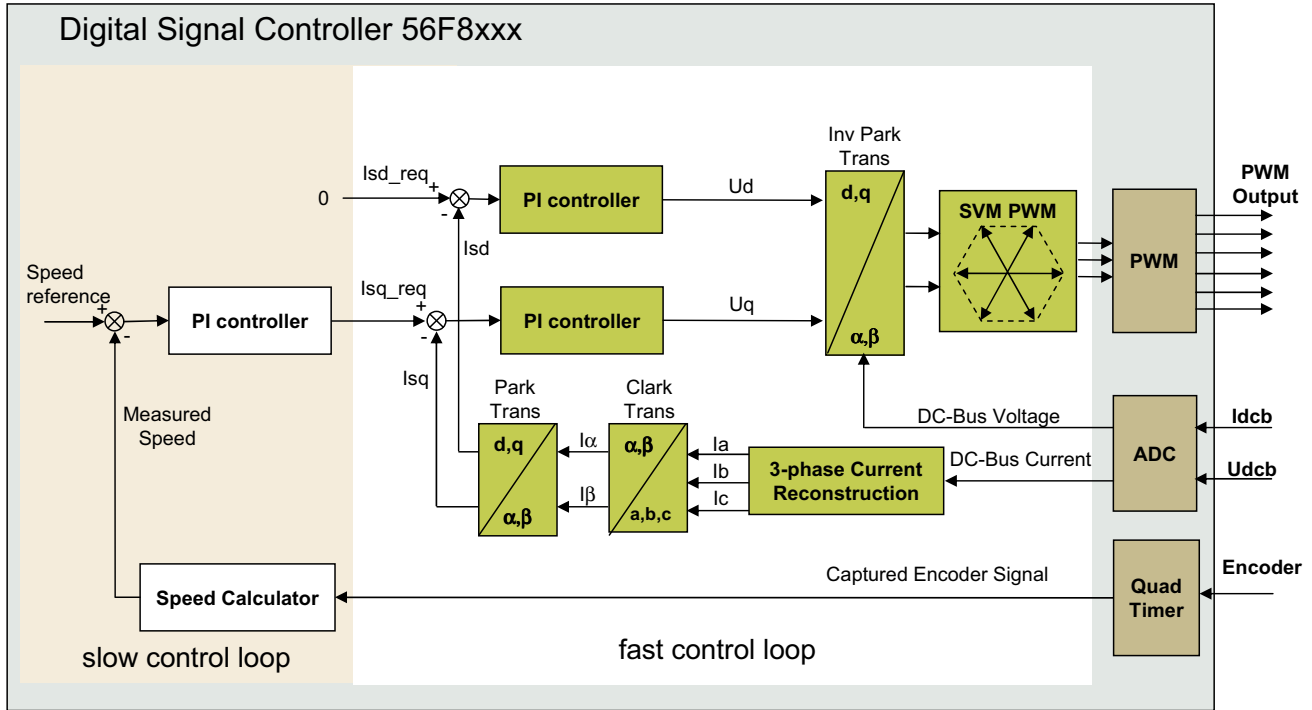 Digital Signal Controller 56F8xxx
Inv Park
Trans
PWM
Output
Isd_req
+
-
0
PI controller
Ud
d,q
α,β
SVM PWM
PWM
Isd
Speed
reference
+
-
PI controller
Isq_req
+
-
PI controller
Uq
Isq
Park
Trans
Clark
Trans
Measured
Speed
DC-Bus Voltage
Idcb
d,q
α,β
Iα
Iβ
α,β
a,b,c
Ia
Ib
Ic
3-phase Current
Reconstruction
DC-Bus Current
ADC
Udcb
Speed Calculator
Captured Encoder Signal
Quad
Timer
Encoder
slow control loop
fast control loop